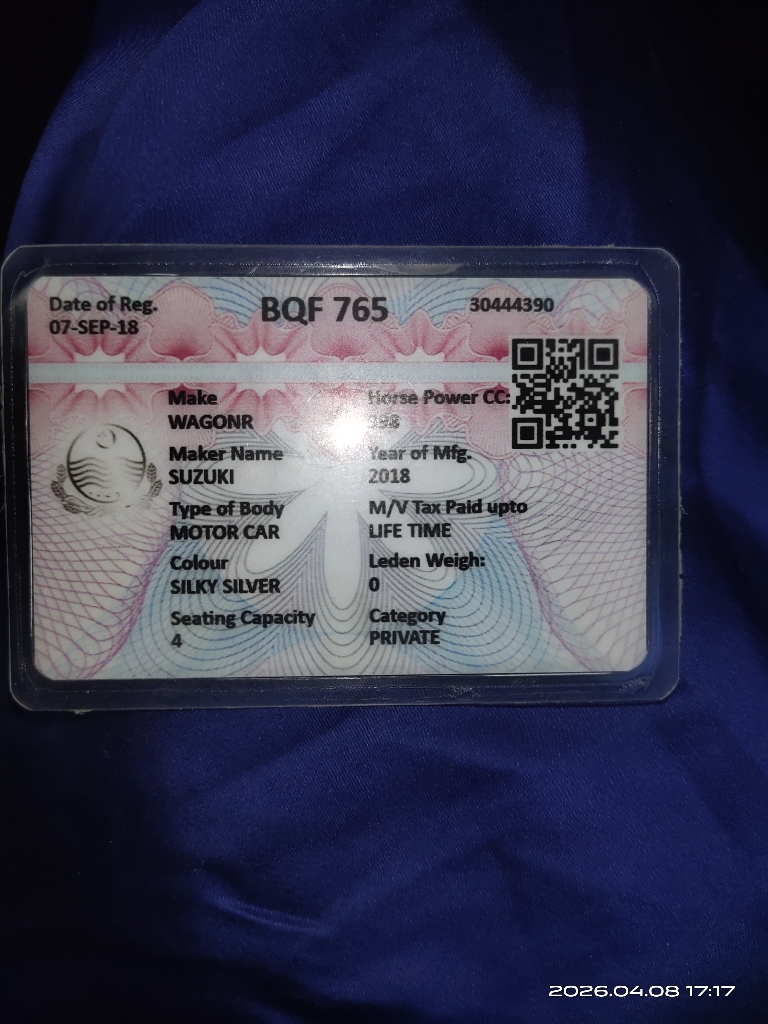 Date of Reg.
BQF 765
30444390
07-SEP-18
Make
Horse Power CC:
WAGONR
Maker Name
Year of Mfg.
SUZUKI
2018
Type of Body
M/V Tax Paid upto
MOTOR CAR
LIFE TIME
Colour
Leden Weigh:
SILKY SILVER
0
Seating Capacity
Category
4
PRIVATE
2026.04.08 17:17